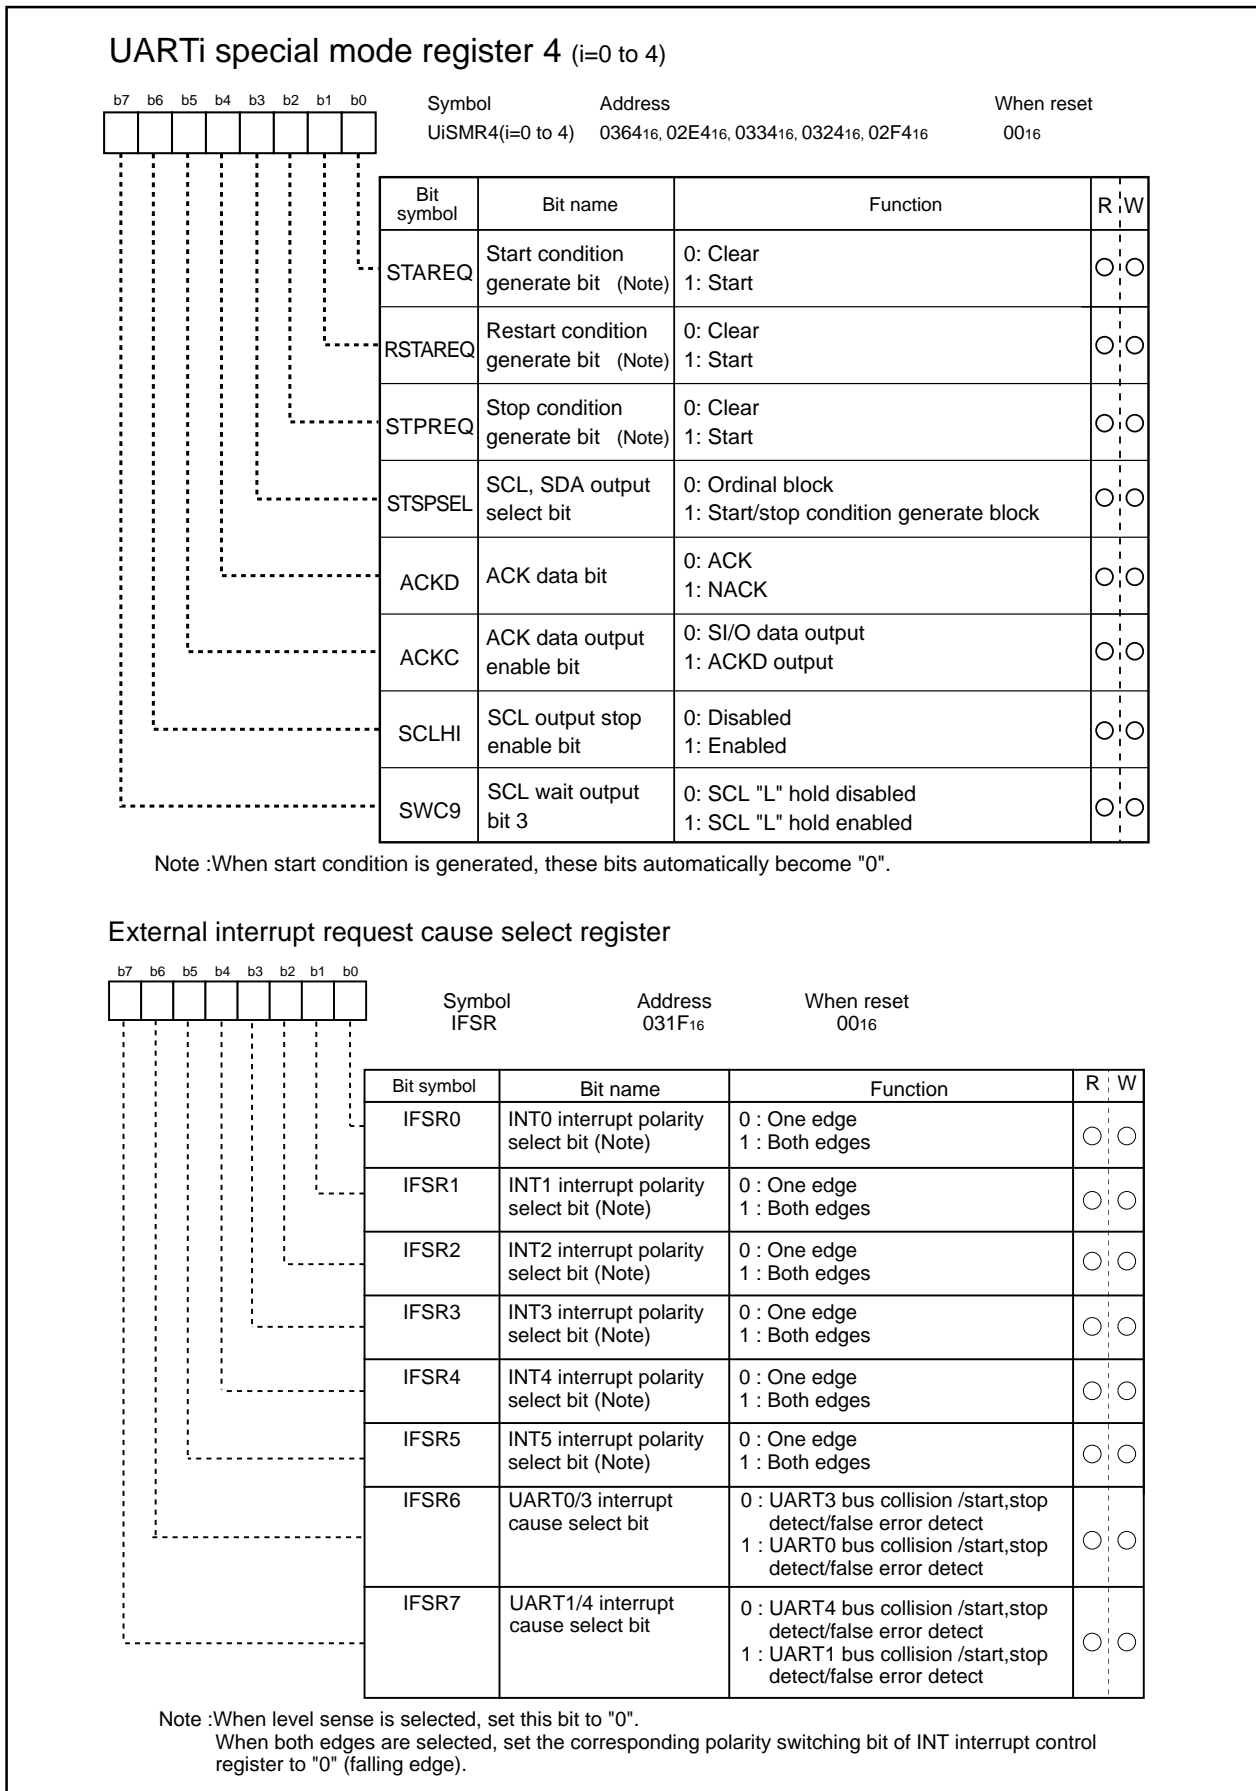 UARTi special mode register 4 (i=0 to 4)
b7 b6 b5 b4 b3 b2 b1 b0
Symbol Address When reset
UiSMR4(i=0 to 4) 036416, 02E416, 033416, 032416, 02F416 0016
Bit symbol Bit name Function R W
STAREQ
Start condition
generate bit (Note)
0: Clear
1: Start
RSTAREQ
Restart condition
generate bit (Note)
0: Clear
1: Start
STPREQ
Stop condition
generate bit (Note)
0: Clear
1: Start
STSPSEL
SCL, SDA output
select bit
0: Ordinal block
1: Start/stop condition generate block
ACKD
ACK data bit
0: ACK
1: NACK
ACKC
ACK data output
enable bit
0: SI/O data output
1: ACKD output
SCLHI
SCL output stop
enable bit
0: Disabled
1: Enabled
SWC9
SCL wait output
bit 3
0: SCL "L" hold disabled
1: SCL "L" hold enabled
Note :When start condition is generated, these bits automatically become "0".
External interrupt request cause select register
b7 b6 b5 b4 b3 b2 b1 b0
Symbol Address When reset
IFSR 031F16 0016
Bit symbol Bit name Function R W
IFSR0
INT0 interrupt polarity
select bit (Note)
0 : One edge
1 : Both edges
IFSR1
INT1 interrupt polarity
select bit (Note)
0 : One edge
1 : Both edges
IFSR2
INT2 interrupt polarity
select bit (Note)
0 : One edge
1 : Both edges
IFSR3
INT3 interrupt polarity
select bit (Note)
0 : One edge
1 : Both edges
IFSR4
INT4 interrupt polarity
select bit (Note)
0 : One edge
1 : Both edges
IFSR5
INT5 interrupt polarity
select bit (Note)
0 : One edge
1 : Both edges
IFSR6
UART0/3 interrupt
cause select bit
0 : UART3 bus collision /start,stop
detect/false error detect
1 : UART0 bus collision /start,stop
detect/false error detect
IFSR7
UART1/4 interrupt
cause select bit
0 : UART4 bus collision /start,stop
detect/false error detect
1 : UART1 bus collision /start,stop
detect/false error detect
Note :When level sense is selected, set this bit to "0".
When both edges are selected, set the corresponding polarity switching bit of INT interrupt control
register to "0" (falling edge).